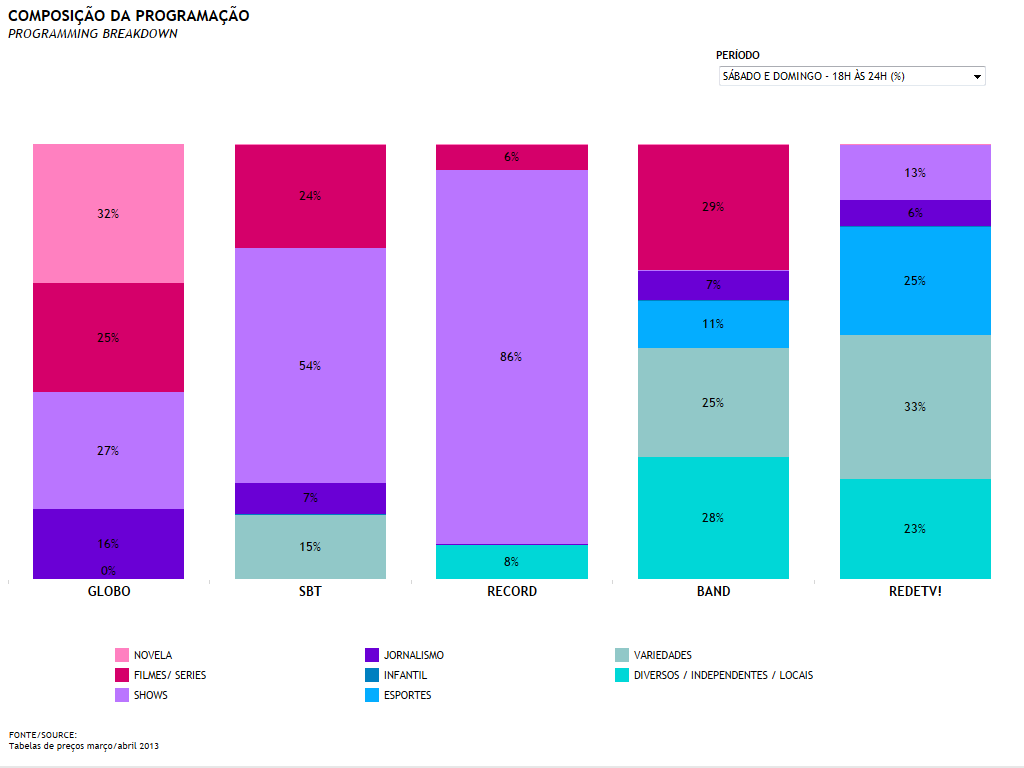 COMPOSIÇÃO DA PROGRAMAÇÃO
PROGRAMMING BREAKDOWN
PERÍODO
SÁBADO E DOMINGO - 18H ÀS 24H (%)
32%
25%
27%
16%
0%
GLOBO
24%
54%
7%
15%
SBT
6%
86%
8%
RECORD
29%
7%
11%
25%
28%
BAND
13%
6%
25%
33%
23%
REDETV!
NOVELA
FILMES/ SERIES
SHOWS
JORNALISMO
INFANTIL
ESPORTES
VARIEDADES
DIVERSOS / INDEPENDENTES / LOCAIS
FONTE/SOURCE:
Tabelas de preços março/abril 2013